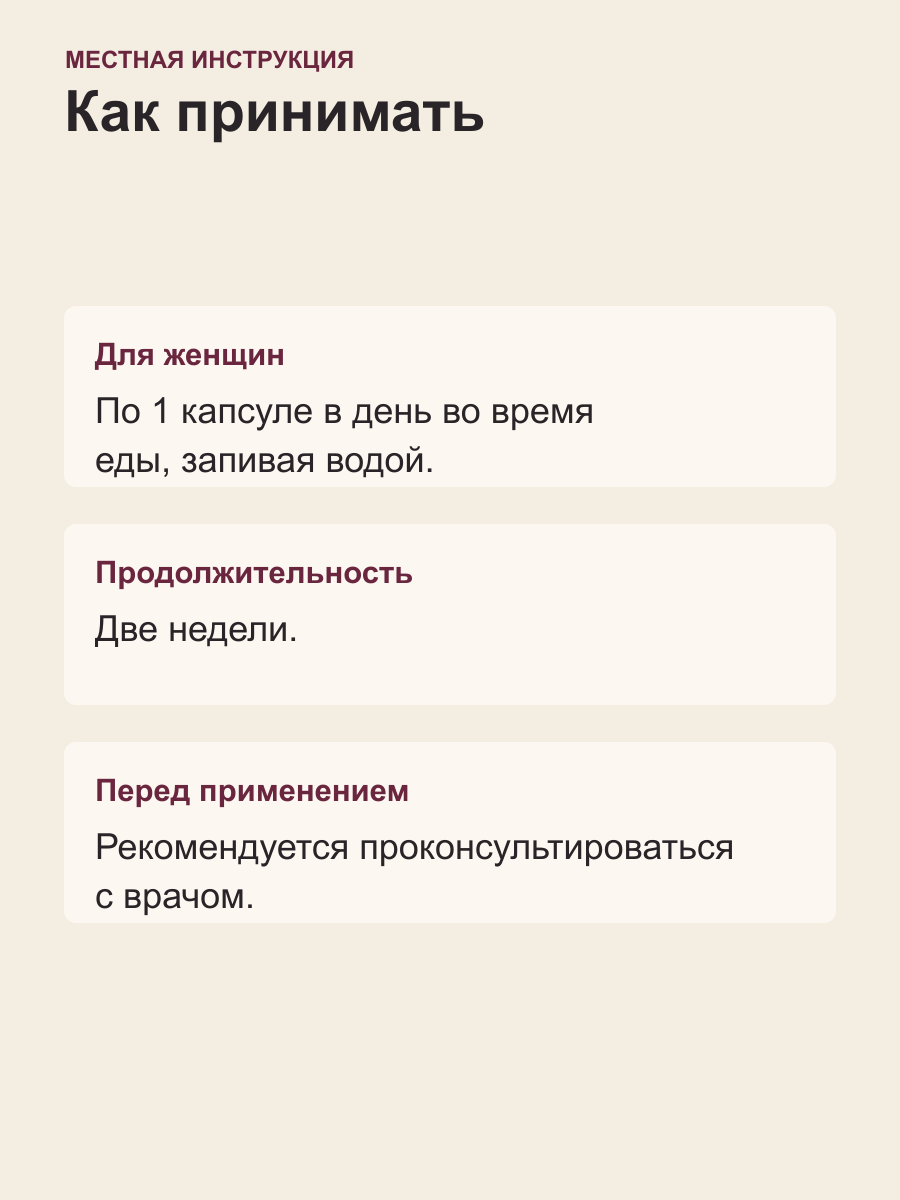 МЕСТНАЯ ИНСТРУКЦИЯ
Как принимать
Для женщин
По 1 капсуле в день во время
еды, запивая водой.
Продолжительность
Две недели.
Перед применением
Рекомендуется проконсультироваться
с врачом.